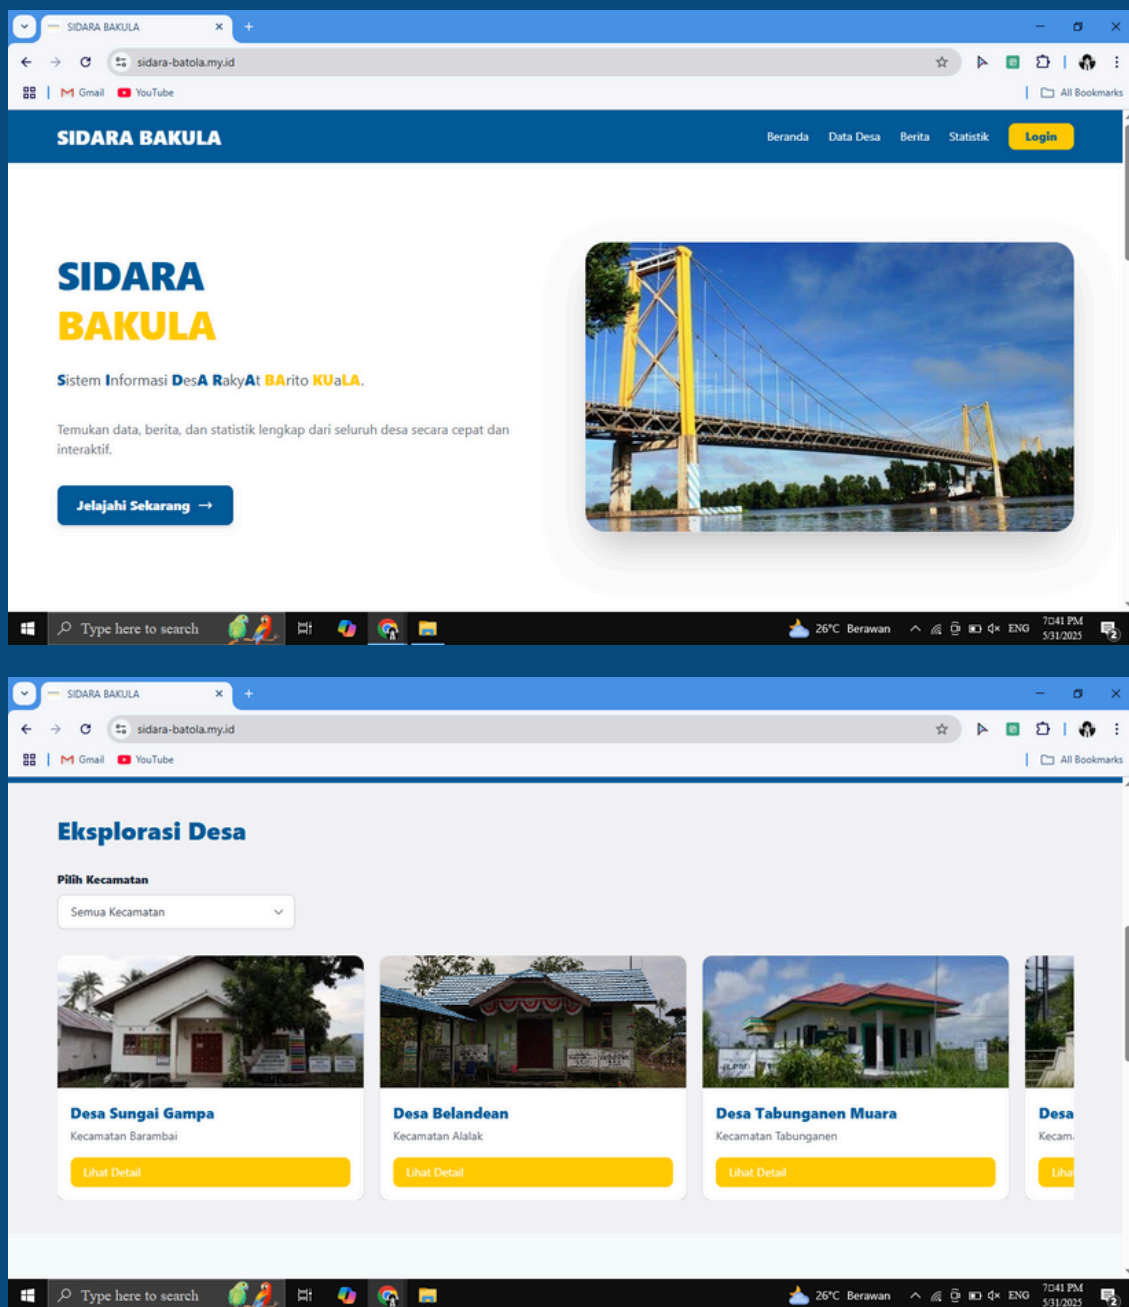 SIDARA BAKULA
sidara-batola.my.id
Gmail YouTube All Bookmarks
SIDARA BAKULA Beranda Data Desa Berita Statistik Login
SIDARA
BAKULA
Sistem Informasi DesA RakyAt BArito KUaLA.
Temukan data, berita, dan statistik lengkap dari seluruh desa secara cepat dan
interaktif.
Jelajahi Sekarang →
Type here to search 26°C Berawan ENG 7:41 PM
5/31/2025 2
SIDARA BAKULA
sidara-batola.my.id
Gmail YouTube All Bookmarks
Eksplorasi Desa
Pilih Kecamatan
Semua Kecamatan
Desa Sungai Gampa Desa Belandean Desa Tabunganen Muara Desa
Kecamatan Barambai Kecamatan Alalak Kecamatan Tabunganen Kecam
Lihat Detail Lihat Detail Lihat Detail Liha
Type here to search 26°C Berawan ENG 7:41 PM
5/31/2025 2